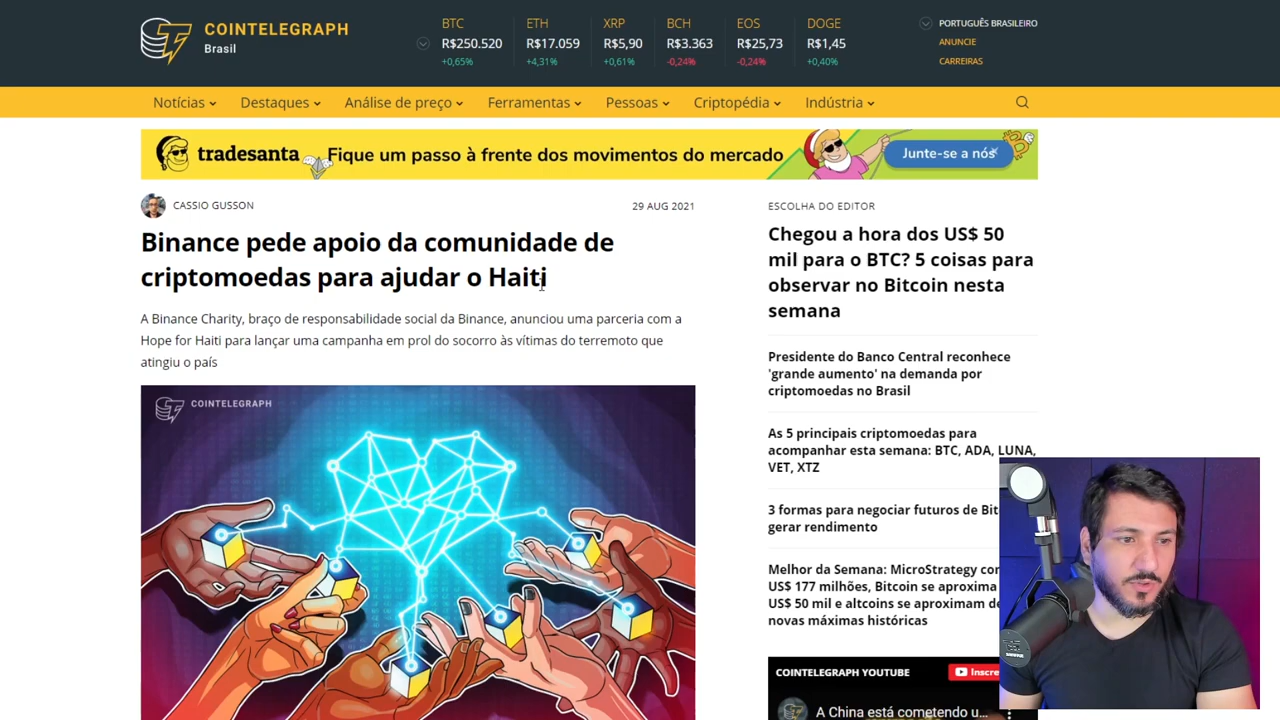 COINTELEGRAPH
Brasil
BTC
R$250.520
+0,65%
ETH
R$17.059
+4,31%
XRP
R$5,90
+0,61%
BCH
R$3.363
-0,24%
EOS
R$25,73
-0,24%
DOGE
R$1,45
+0,40%
PORTUGUÊS BRASILEIRO
ANUNCIE
CARREIRAS
Notícias
Destaques
Análise de preço
Ferramentas
Pessoas
Criptopédia
Indústria
tradesanta
Fique um passo à frente dos movimentos do mercado
Junte-se a nós
CASSIO GUSSON
29 AUG 2021
Binance pede apoio da comunidade de
criptomoedas para ajudar o Haiti
A Binance Charity, braço de responsabilidade social da Binance, anunciou uma parceria com a
Hope for Haiti para lançar uma campanha em prol do socorro às vítimas do terremoto que
atingiu o país
COINTELEGRAPH
ESCOLHA DO EDITOR
Chegou a hora dos US$ 50
mil para o BTC? 5 coisas para
observar no Bitcoin nesta
semana
Presidente do Banco Central reconhece
'grande aumento' na demanda por
criptomoedas no Brasil
As 5 principais criptomoedas para
acompanhar esta semana: BTC, ADA, LUNA,
VET, XTZ
3 formas para negociar futuros de Bit
gerar rendimento
Melhor da Semana: MicroStrategy com
US$ 177 milhões, Bitcoin se aproxima
US$ 50 mil e altcoins se aproximam de
novas máximas históricas
COINTELEGRAPH YOUTUBE
Inscre
A China está cometendo u...